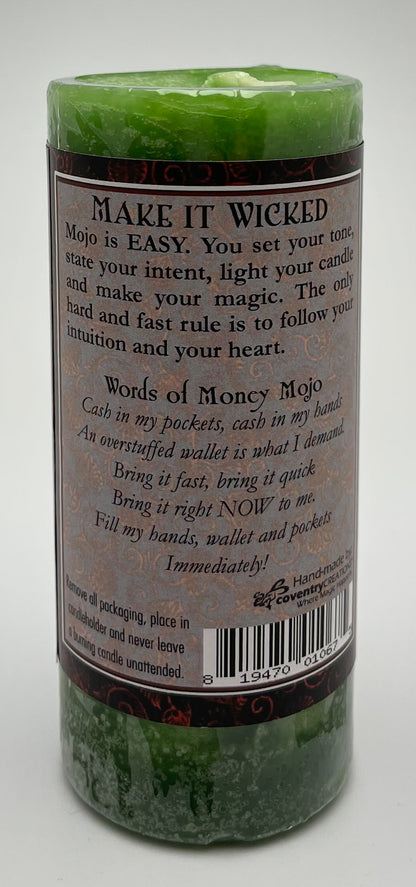 MAKE IT WICKED
Mojo is EASY. You set your tone,
state your intent, light your candle
and make your magic. The only
hard and fast rule is to follow your
intuition and your heart.
Words of Money Mojo
Cash in my pockets, cash in my hands
An overstuffed wallet is what I demand.
Bring it fast, bring it quick
Bring it right NOW to me.
Fill my hands, wallet and pockets
Immediately!
Hand-made by
coventryCREATIONS
Where Magic
Remove all packaging, place in
candleholder and never leave
a burning candle unattended.
8 19470 01067